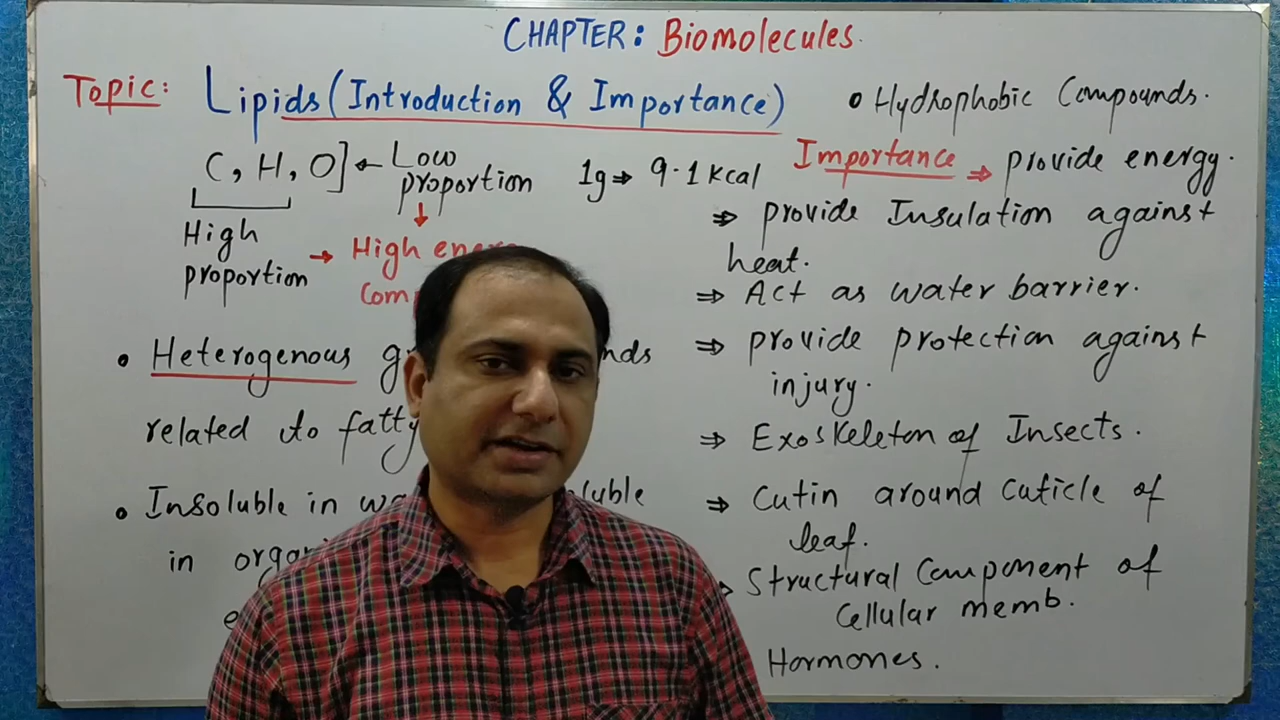 CHAPTER: Biomolecules.
Topic: Lipids (Introduction & Importance)
C, H, O] ← Low
proportion
High
proportion → High
1g ⇒ 9.1 Kcal
• Heterogenous
related to fatty
• Insoluble in
in
• Hydrophobic Compounds.
Importance ⇒ provide energy.
⇒ provide Insulation against
heat.
⇒ Act as water barrier.
⇒ provide protection against
injury.
⇒ Exoskeleton of Insects.
⇒ Cutin around Cuticle of
leaf.
Structural Component of
Cellular memb.
Hormones.